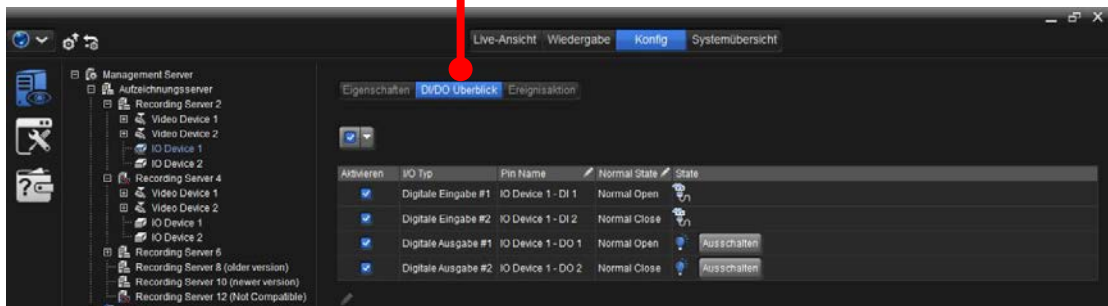 Live-Ansicht Wiedergabe Konfig Systemübersicht
Management Server
Aufzeichnungsserver
Recording Server 2
Video Device 1
Video Device 2
IO Device 1
IO Device 2
Recording Server 4
Video Device 1
Video Device 2
IO Device 1
IO Device 2
Recording Server 6
Recording Server 8 (older version)
Recording Server 10 (newer version)
Recording Server 12 (Not Compatible)
Eigenschaften DI/DO Überblick Ereignisaktion
Aktivieren I/O Typ Pin Name Normal State State
Digitale Eingabe #1 IO Device 1 - DI 1 Normal Open
Digitale Eingabe #2 IO Device 1 - DI 2 Normal Close
Digitale Ausgabe #1 IO Device 1 - DO 1 Normal Open Ausschalten
Digitale Ausgabe #2 IO Device 1 - DO 2 Normal Close Ausschalten